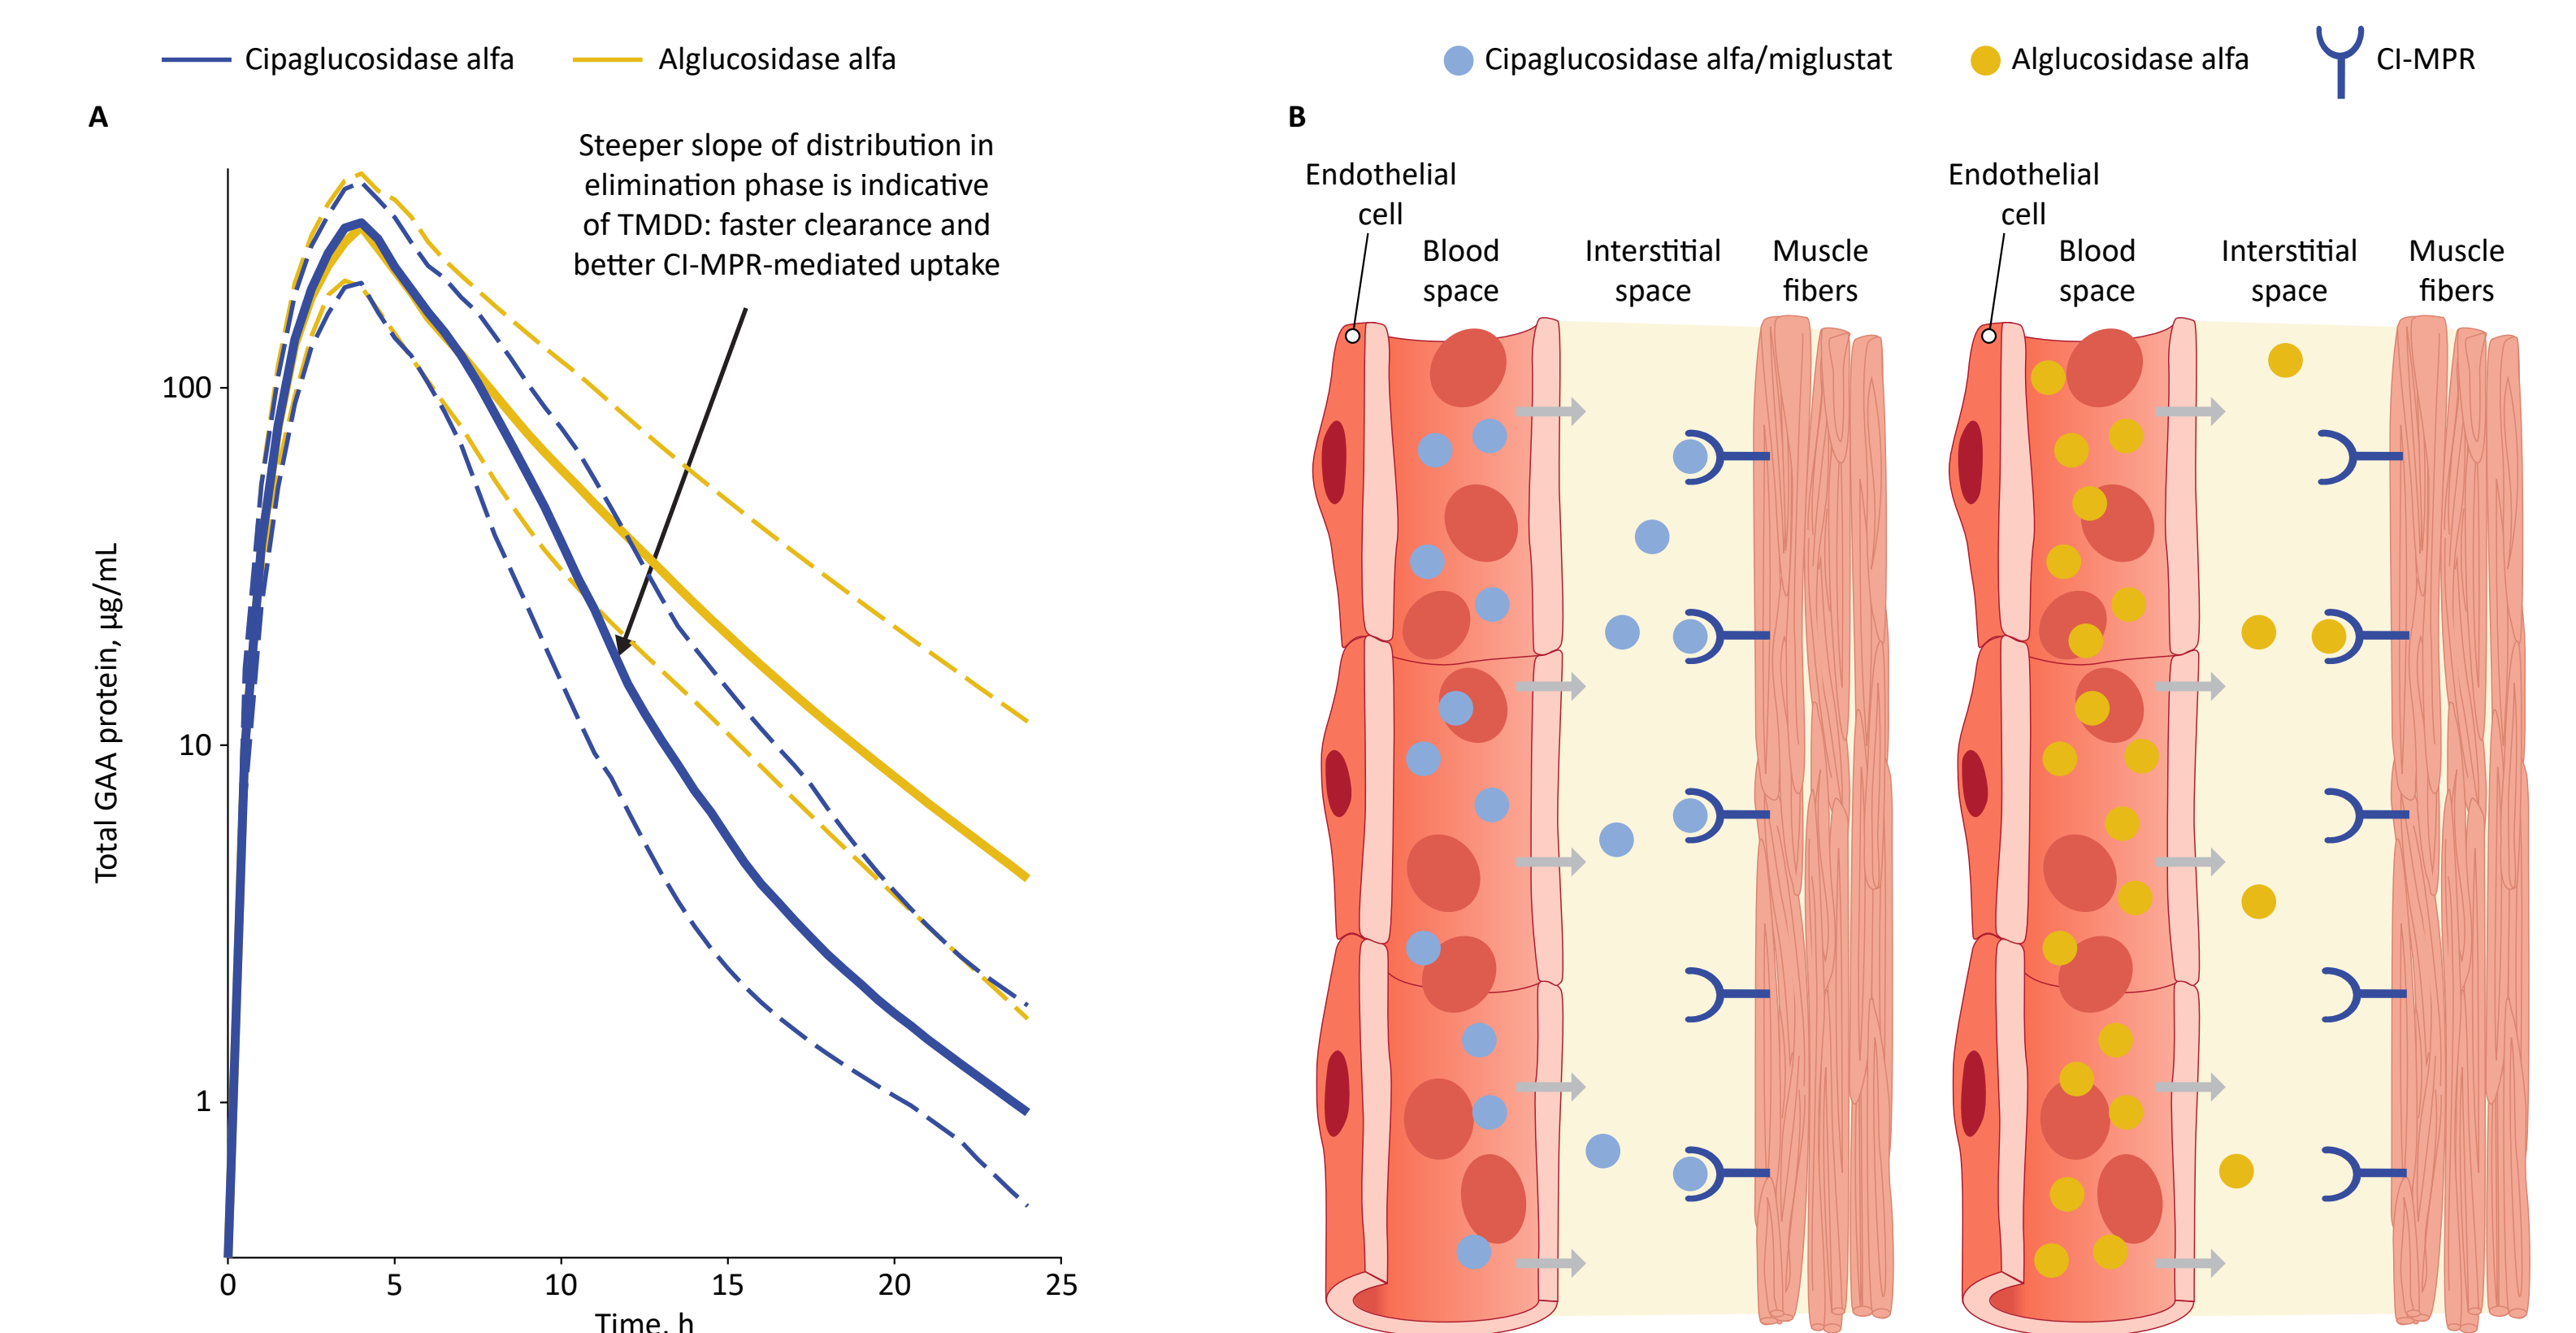 Cipaglucosidase alfa
Alglucosidase alfa
A
Steeper slope of distribution in
elimination phase is indicative
of TMDD: faster clearance and
better CI-MPR-mediated uptake
Total GAA protein, µg/mL
100
10
1
0
5
10
15
20
25
Time, h
Cipaglucosidase alfa/miglustat
Alglucosidase alfa
CI-MPR
B
Endothelial
cell
Blood
space
Interstitial
space
Muscle
fibers
Endothelial
cell
Blood
space
Interstitial
space
Muscle
fibers